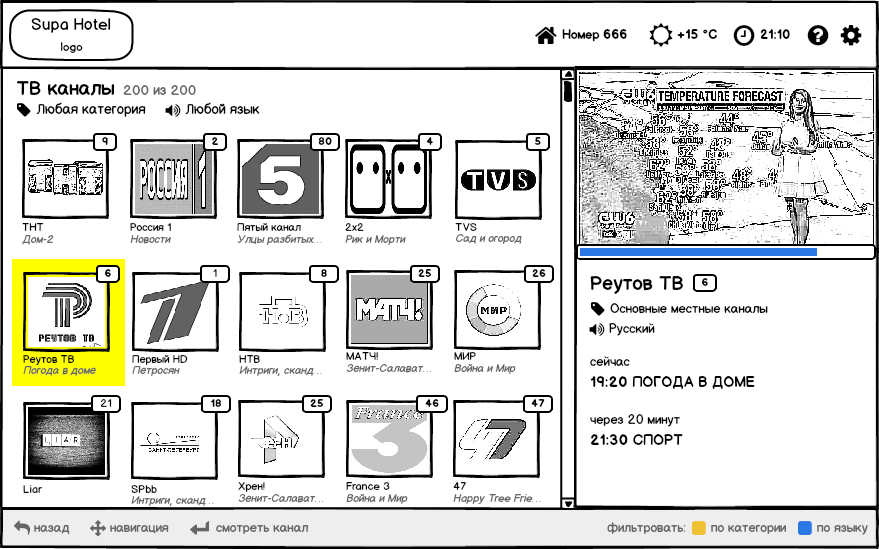 Supa Hotel
logo
Номер 666
+15 °C
21:10
?
ТВ каналы 200 из 200
Любая категория Любой язык
9
2
80
4
5
РОССИЯ 1
5
X
TVS
ТНТ
Россия 1
Пятый канал
2x2
TVS
Дом-2
Новости
Улцы разбитых...
Рик и Морти
Сад и огород
6
1
8
25
26
РЕУТОВ ТВ
НТВ
МАТЧ!
МИР
Реутов ТВ
Первый HD
НТВ
МАТЧ!
МИР
Погода в доме
Петросян
Интриги, сканд...
Зенит-Салават...
Война и Мир
21
18
25
46
47
LIAR
САНКТ-ПЕТЕРБУРГ
РЕН
France
3
47
Liar
SPbb
Хрен!
France 3
47
Интриги, сканд...
Зенит-Салават...
Война и Мир
Happy Tree Frie...
TEMPERATURE FORECAST
Реутов ТВ 6
Основные местные каналы
Русский
сейчас
19:20 ПОГОДА В ДОМЕ
через 20 минут
21:30 СПОРТ
назад навигация смотреть канал
фильтровать: по категории по языку